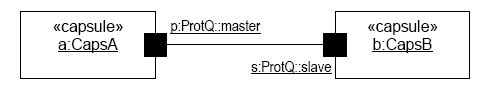 «capsule»
a:CapsA
p:ProtQ::master
s:ProtQ::slave
«capsule»
b:CapsB